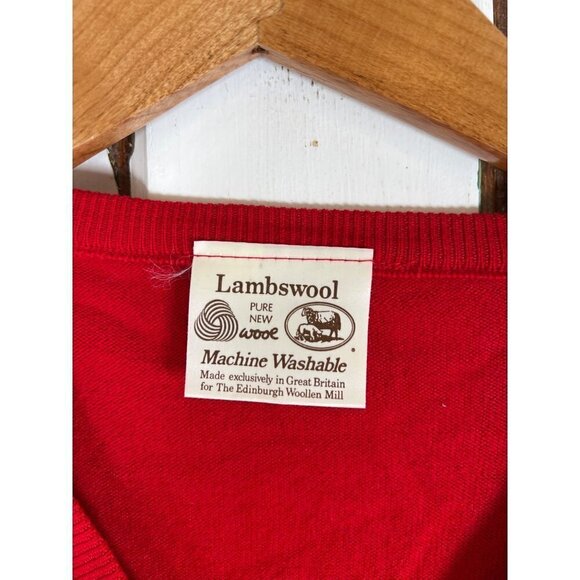 Lambswool
PURE
NEW
wool
Machine Washable
Made exclusively in Great Britain
for The Edinburgh Woollen Mill